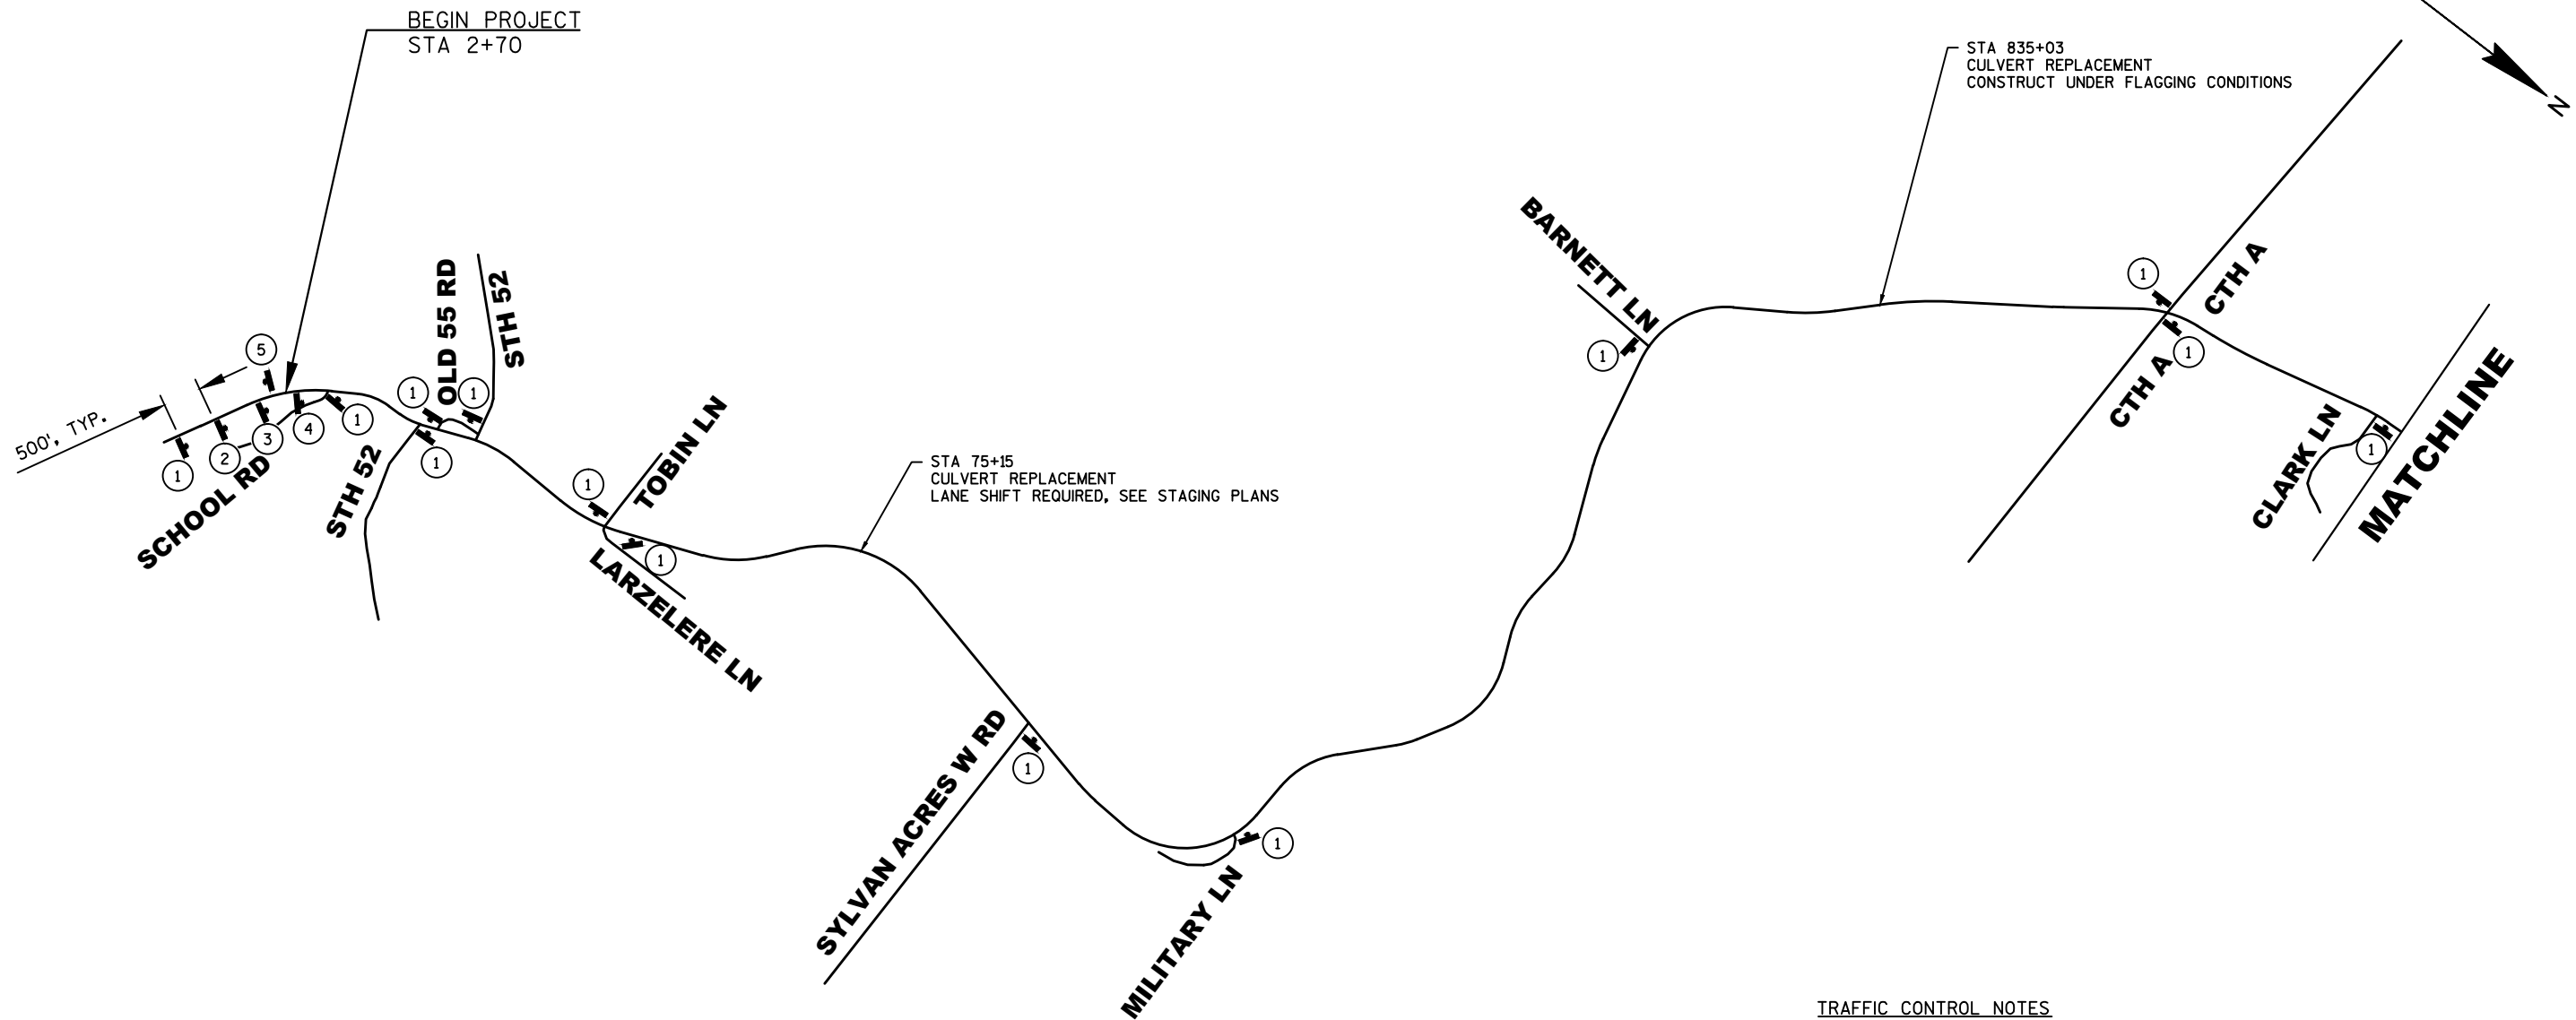 BEGIN PROJECT
STA 2+70
STA 835+03
CULVERT REPLACEMENT
CONSTRUCT UNDER FLAGGING CONDITIONS
N
BARNETT LN
1
1
CTH A
1
CTH A
MATCHLINE
CLARK LN
1
500', TYP.
5
1
2
3
4
1
SCHOOL RD
STH 52
1
OLD 55 RD
1
STH 52
1
1
TOBIN LN
1
LARZELERE LN
STA 75+15
CULVERT REPLACEMENT
LANE SHIFT REQUIRED, SEE STAGING PLANS
SYLVAN ACRES W RD
1
1
MILITARY LN
TRAFFIC CONTROL NOTES